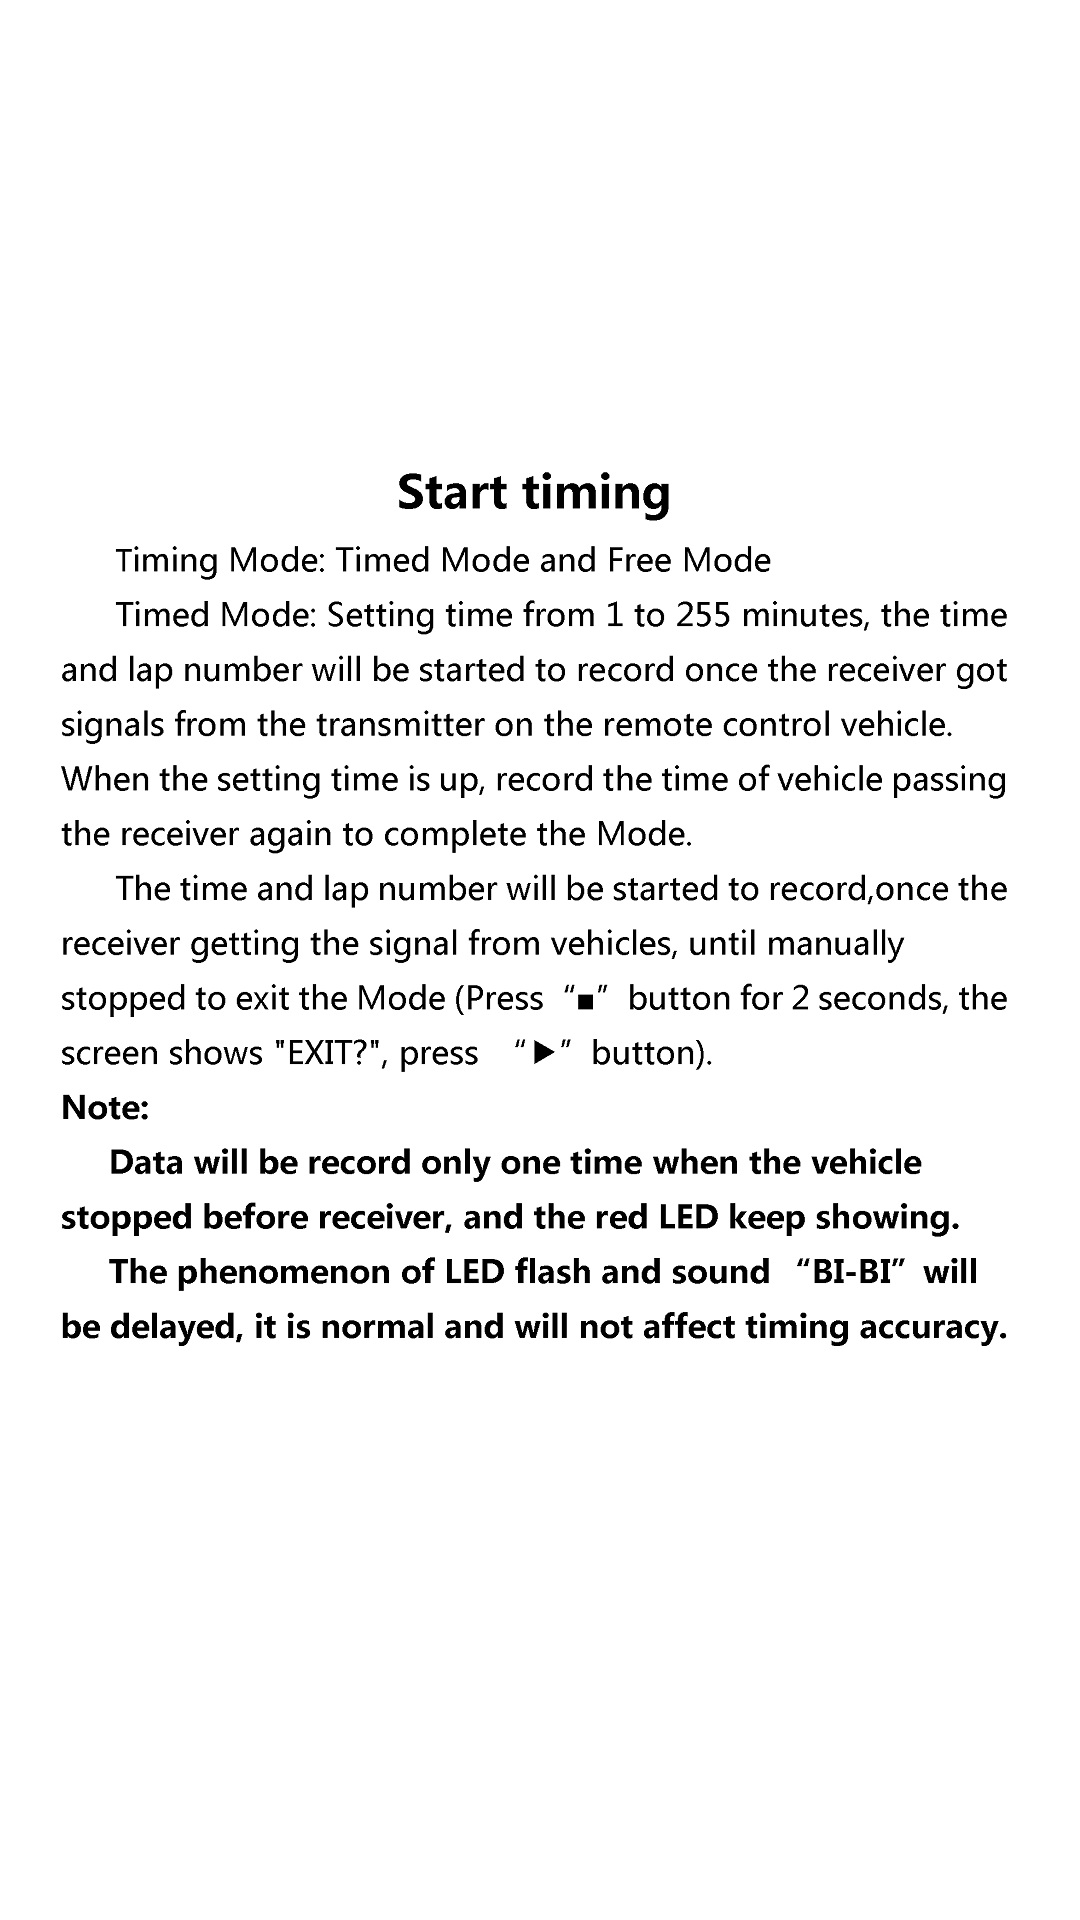 Start timing
Timing Mode: Timed Mode and Free Mode
Timed Mode: Setting time from 1 to 255 minutes, the time
and lap number will be started to record once the receiver got
signals from the transmitter on the remote control vehicle.
When the setting time is up, record the time of vehicle passing
the receiver again to complete the Mode.
The time and lap number will be started to record,once the
receiver getting the signal from vehicles, until manually
stopped to exit the Mode (Press “■” button for 2 seconds, the
screen shows "EXIT?", press “▶” button).
Note:
Data will be record only one time when the vehicle
stopped before receiver, and the red LED keep showing.
The phenomenon of LED flash and sound “BI-BI” will
be delayed, it is normal and will not affect timing accuracy.